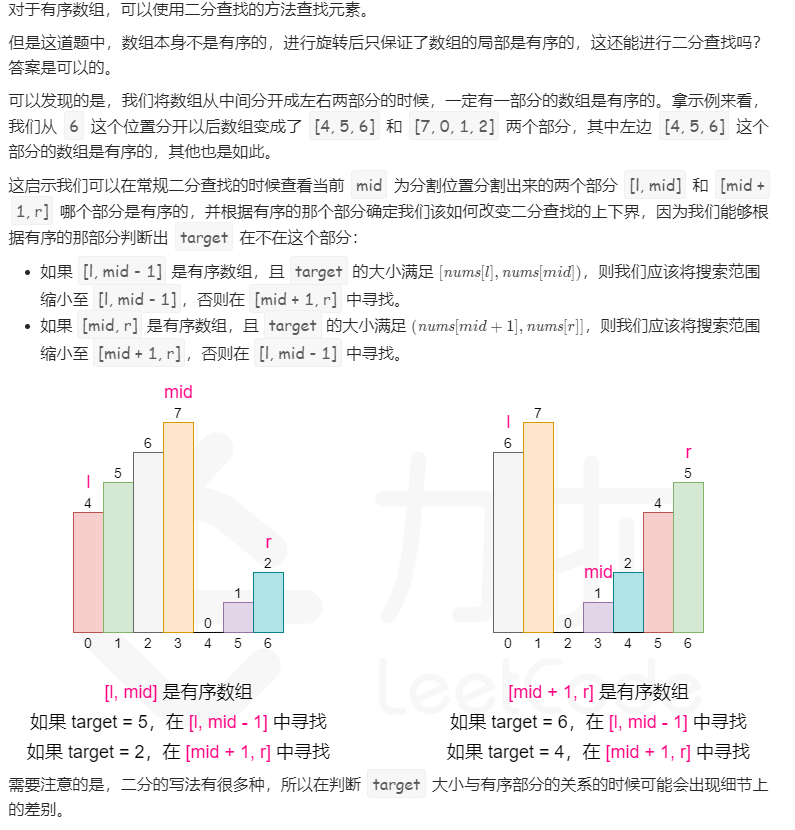 对于有序数组，可以使用二分查找的方法查找元素。
但是这道题中，数组本身不是有序的，进行旋转后只保证了数组的局部是有序的，这还能进行二分查找吗？
答案是可以的。
可以发现的是，我们将数组从中间分开成左右两部分的时候，一定有一部分的数组是有序的。拿示例来看，
我们从 6 这个位置分开以后数组变成了 [4, 5, 6] 和 [7, 0, 1, 2] 两个部分，其中左边 [4, 5, 6] 这个
部分的数组是有序的，其他也是如此。
这启示我们可以在常规二分查找的时候查看当前 mid 为分割位置分割出来的两个部分 [l, mid] 和 [mid +
1, r] 哪个部分是有序的，并根据有序的那个部分确定我们该如何改变二分查找的上下界，因为我们能够根
据有序的那部分判断出 target 在不在这个部分：
• 如果 [l, mid - 1] 是有序数组，且 target 的大小满足 [nums[l], nums[mid])，则我们应该将搜索范围
缩小至 [l, mid - 1]，否则在 [mid + 1, r] 中寻找。
• 如果 [mid, r] 是有序数组，且 target 的大小满足 (nums[mid + 1], nums[r]]，则我们应该将搜索范围
缩小至 [mid + 1, r]，否则在 [l, mid - 1] 中寻找。
mid
7
6
l 5
4
r
2
1
0
0 1 2 3 4 5 6
[l, mid] 是有序数组
如果 target = 5，在 [l, mid - 1] 中寻找
如果 target = 2，在 [mid + 1, r] 中寻找
l 7
6
r
5
4
mid 2
1
0
0 1 2 3 4 5 6
[mid + 1, r] 是有序数组
如果 target = 6，在 [l, mid - 1] 中寻找
如果 target = 4，在 [mid + 1, r] 中寻找
力扣
LeetCode
需要注意的是，二分的写法有很多种，所以在判断 target 大小与有序部分的关系的时候可能会出现细节上
的差别。